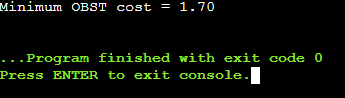 Minimum OBST cost = 1.70
...Program finished with exit code 0
Press ENTER to exit console.